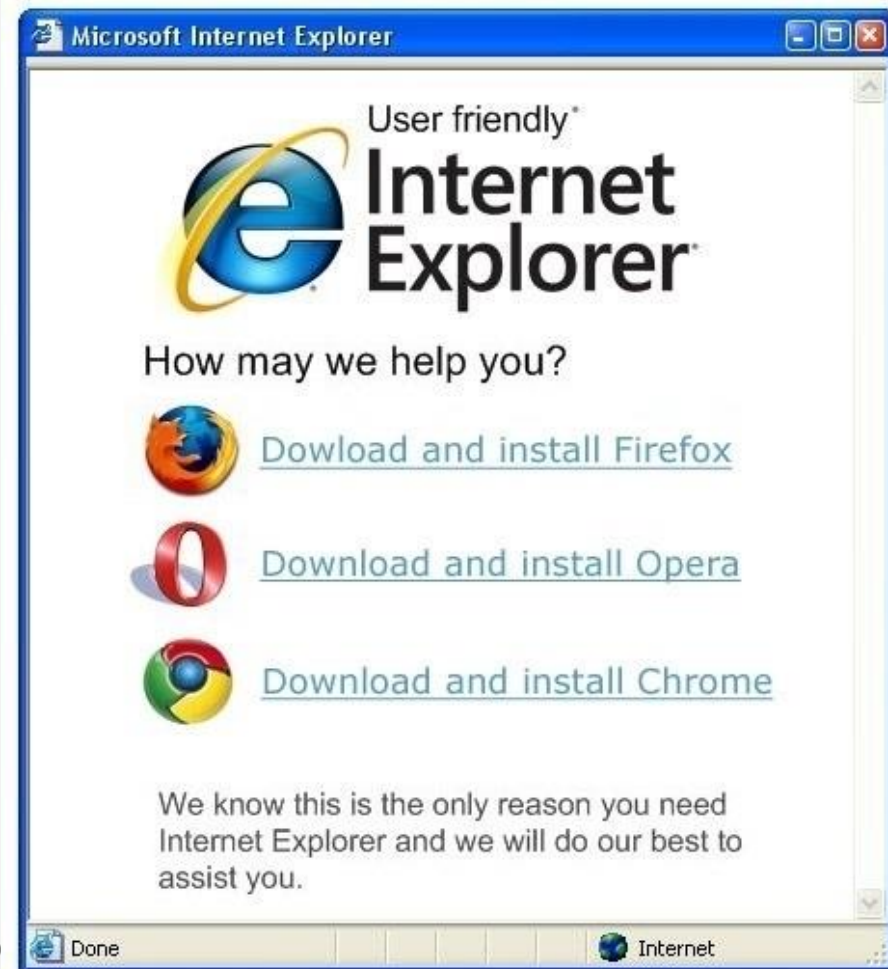 Microsoft Internet Explorer
User friendly
Internet
Explorer
How may we help you?
Dowload and install Firefox
Download and install Opera
Download and install Chrome
We know this is the only reason you need
Internet Explorer and we will do our best to
assist you.
Done
Internet